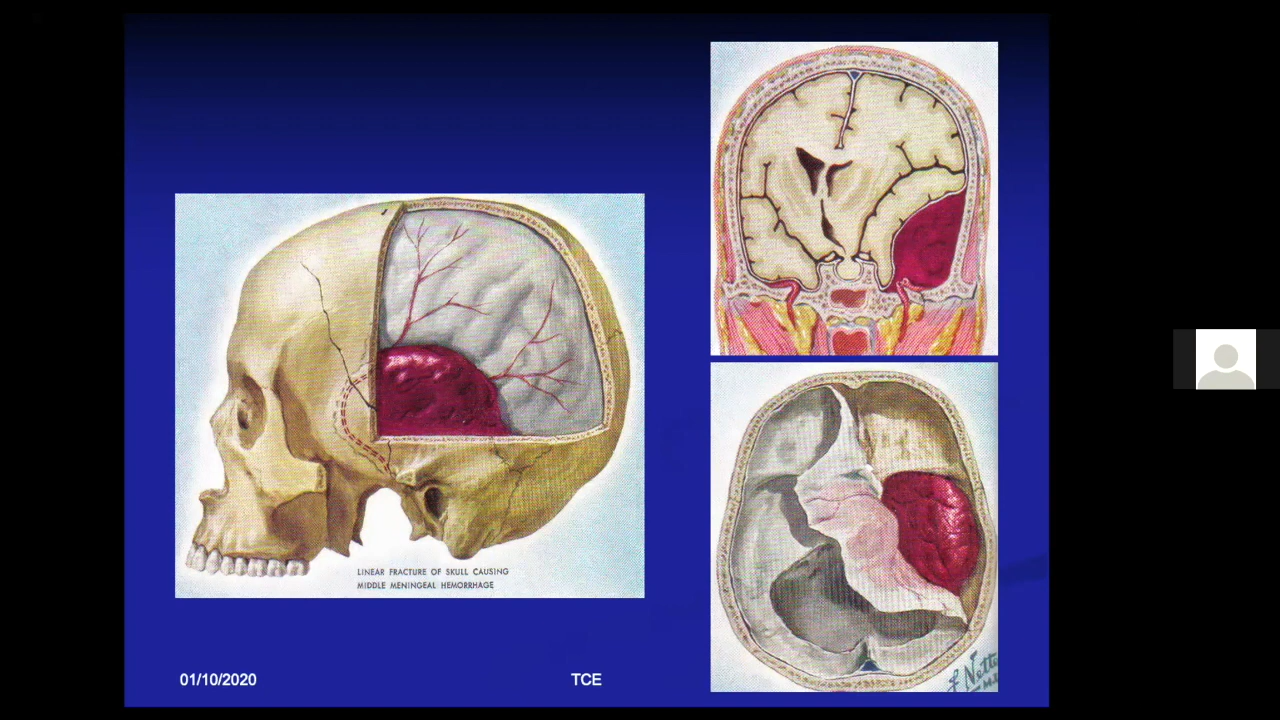 LINEAR FRACTURE OF SKULL CAUSING
MIDDLE MENINGEAL HEMORRHAGE
01/10/2020
TCE